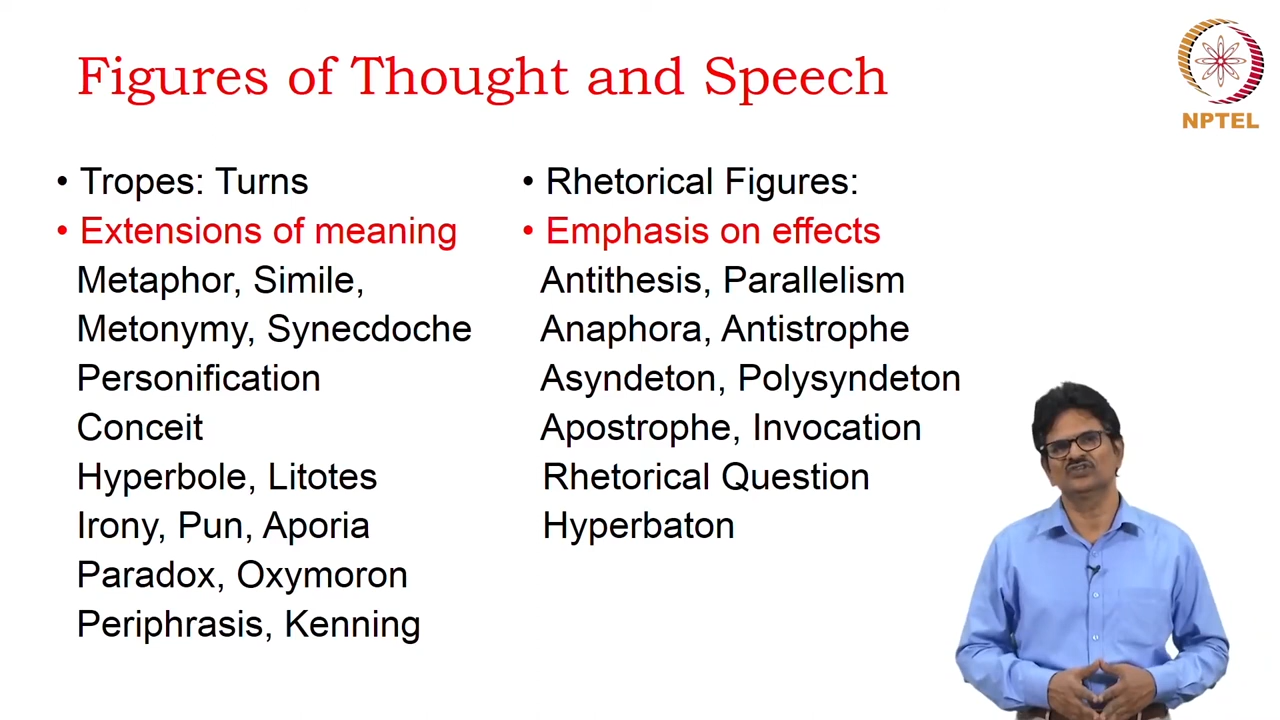 Figures of Thought and Speech
NPTEL
• Tropes: Turns
• Extensions of meaning
Metaphor, Simile,
Metonymy, Synecdoche
Personification
Conceit
Hyperbole, Litotes
Irony, Pun, Aporia
Paradox, Oxymoron
Periphrasis, Kenning
• Rhetorical Figures:
• Emphasis on effects
Antithesis, Parallelism
Anaphora, Antistrophe
Asyndeton, Polysyndeton
Apostrophe, Invocation
Rhetorical Question
Hyperbaton